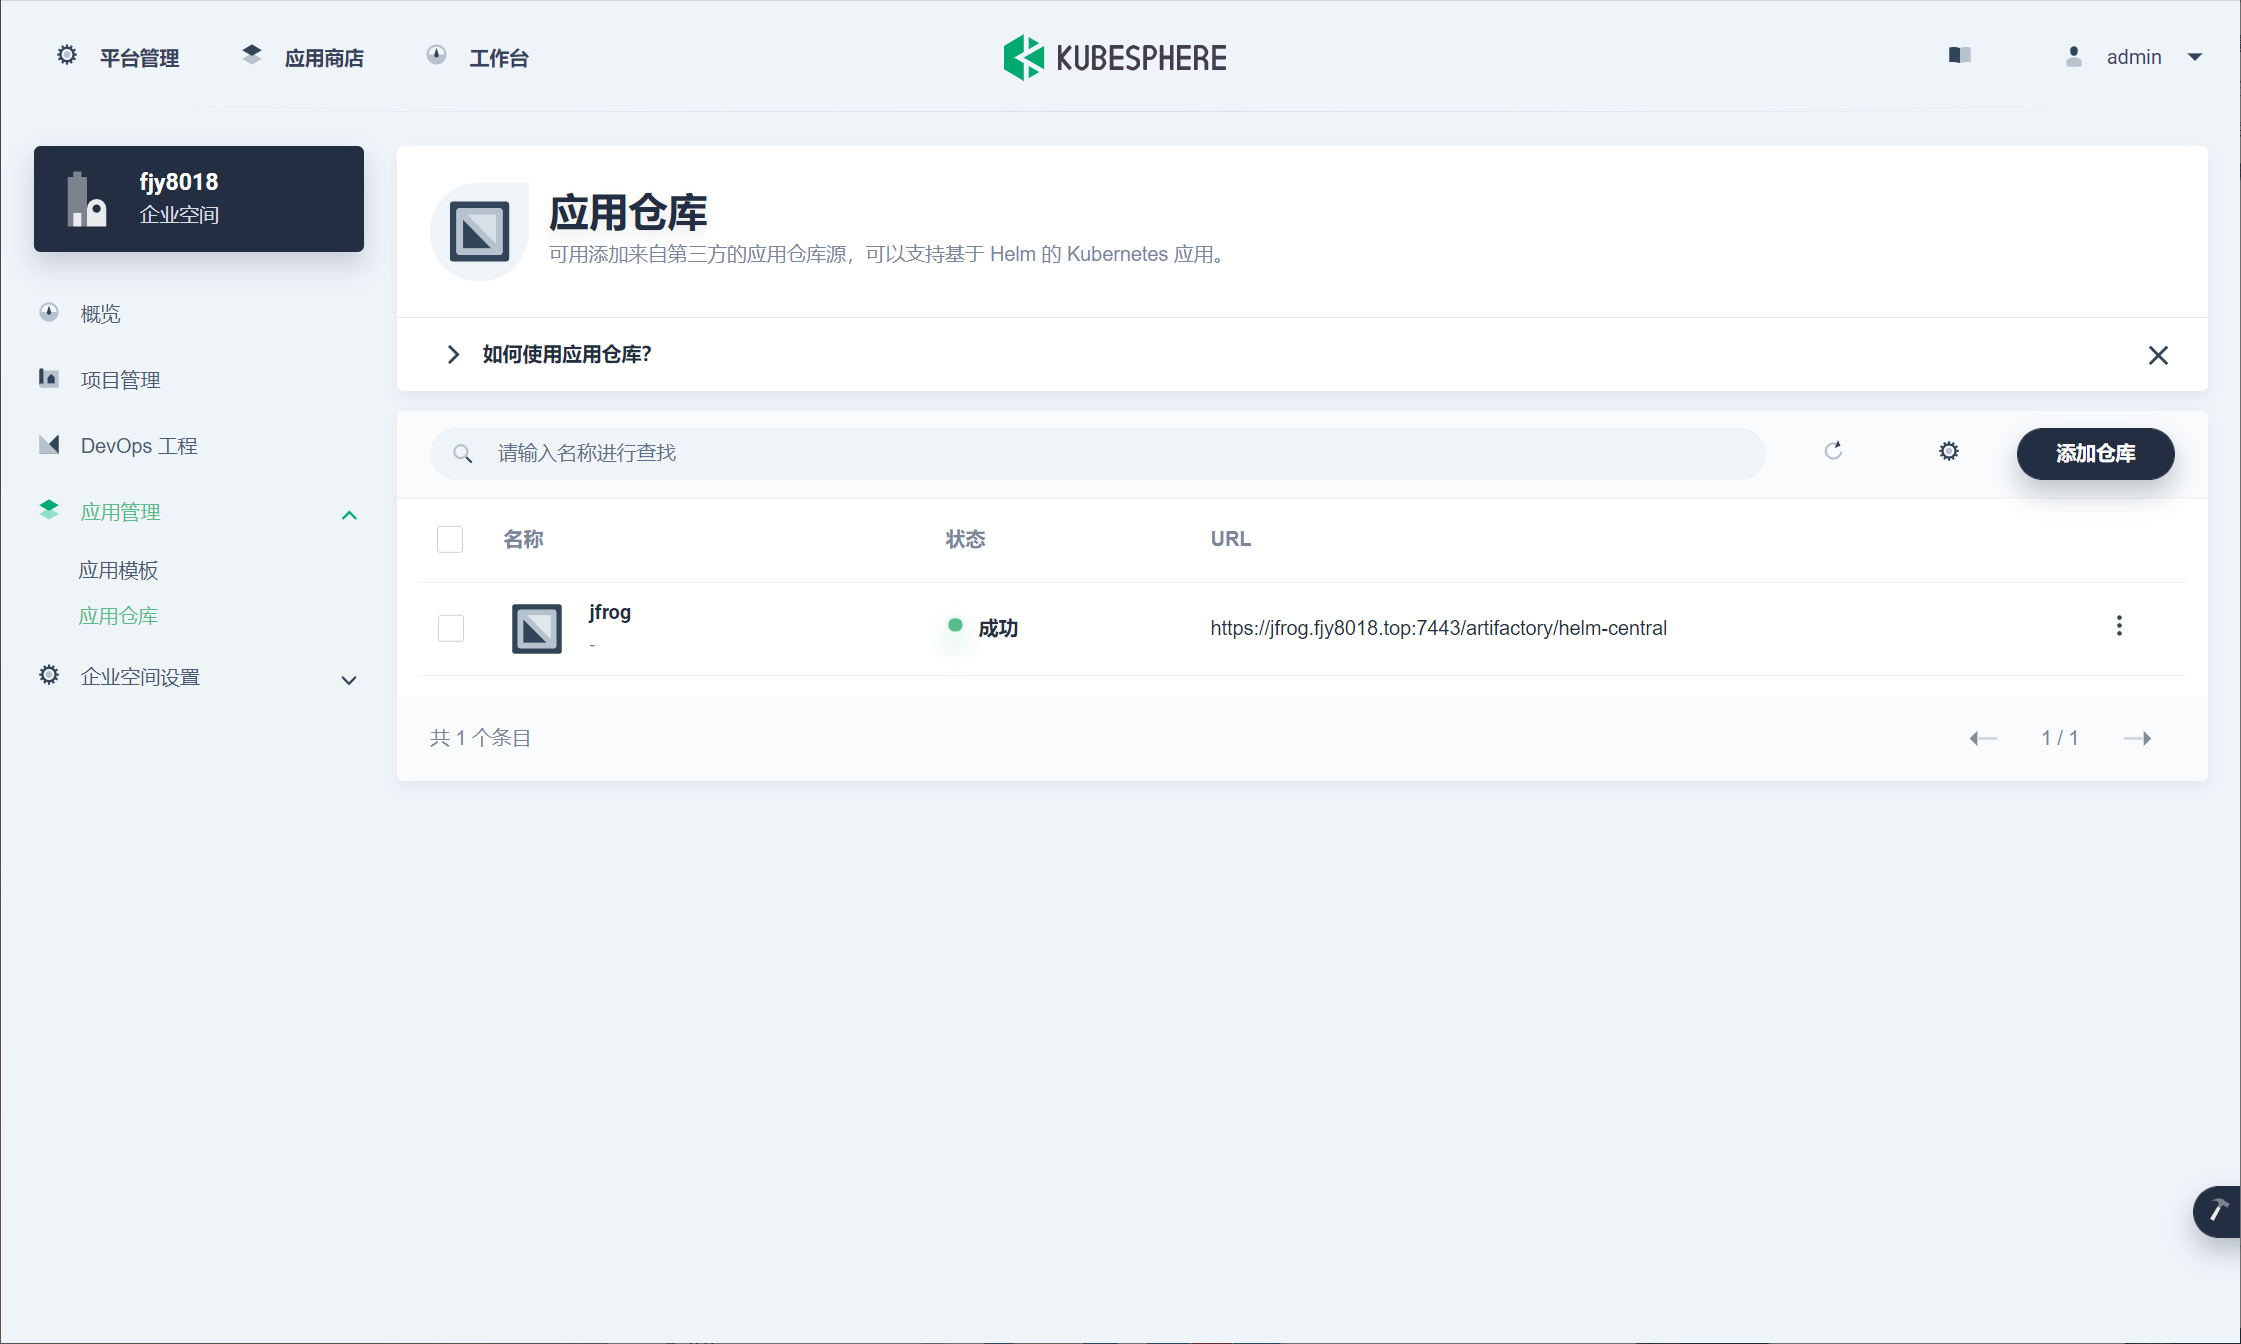 平台管理
应用商店
工作台
KUBESPHERE
admin
fjy8018
企业空间
概览
项目管理
DevOps 工程
应用管理
应用模板
应用仓库
企业空间设置
应用仓库
可用添加来自第三方的应用仓库源，可以支持基于 Helm 的 Kubernetes 应用。
如何使用应用仓库?
请输入名称进行查找
添加仓库
名称 状态 URL
jfrog
-
成功
https://jfrog.fjy8018.top:7443/artifactory/helm-central
共 1 个条目
1 / 1